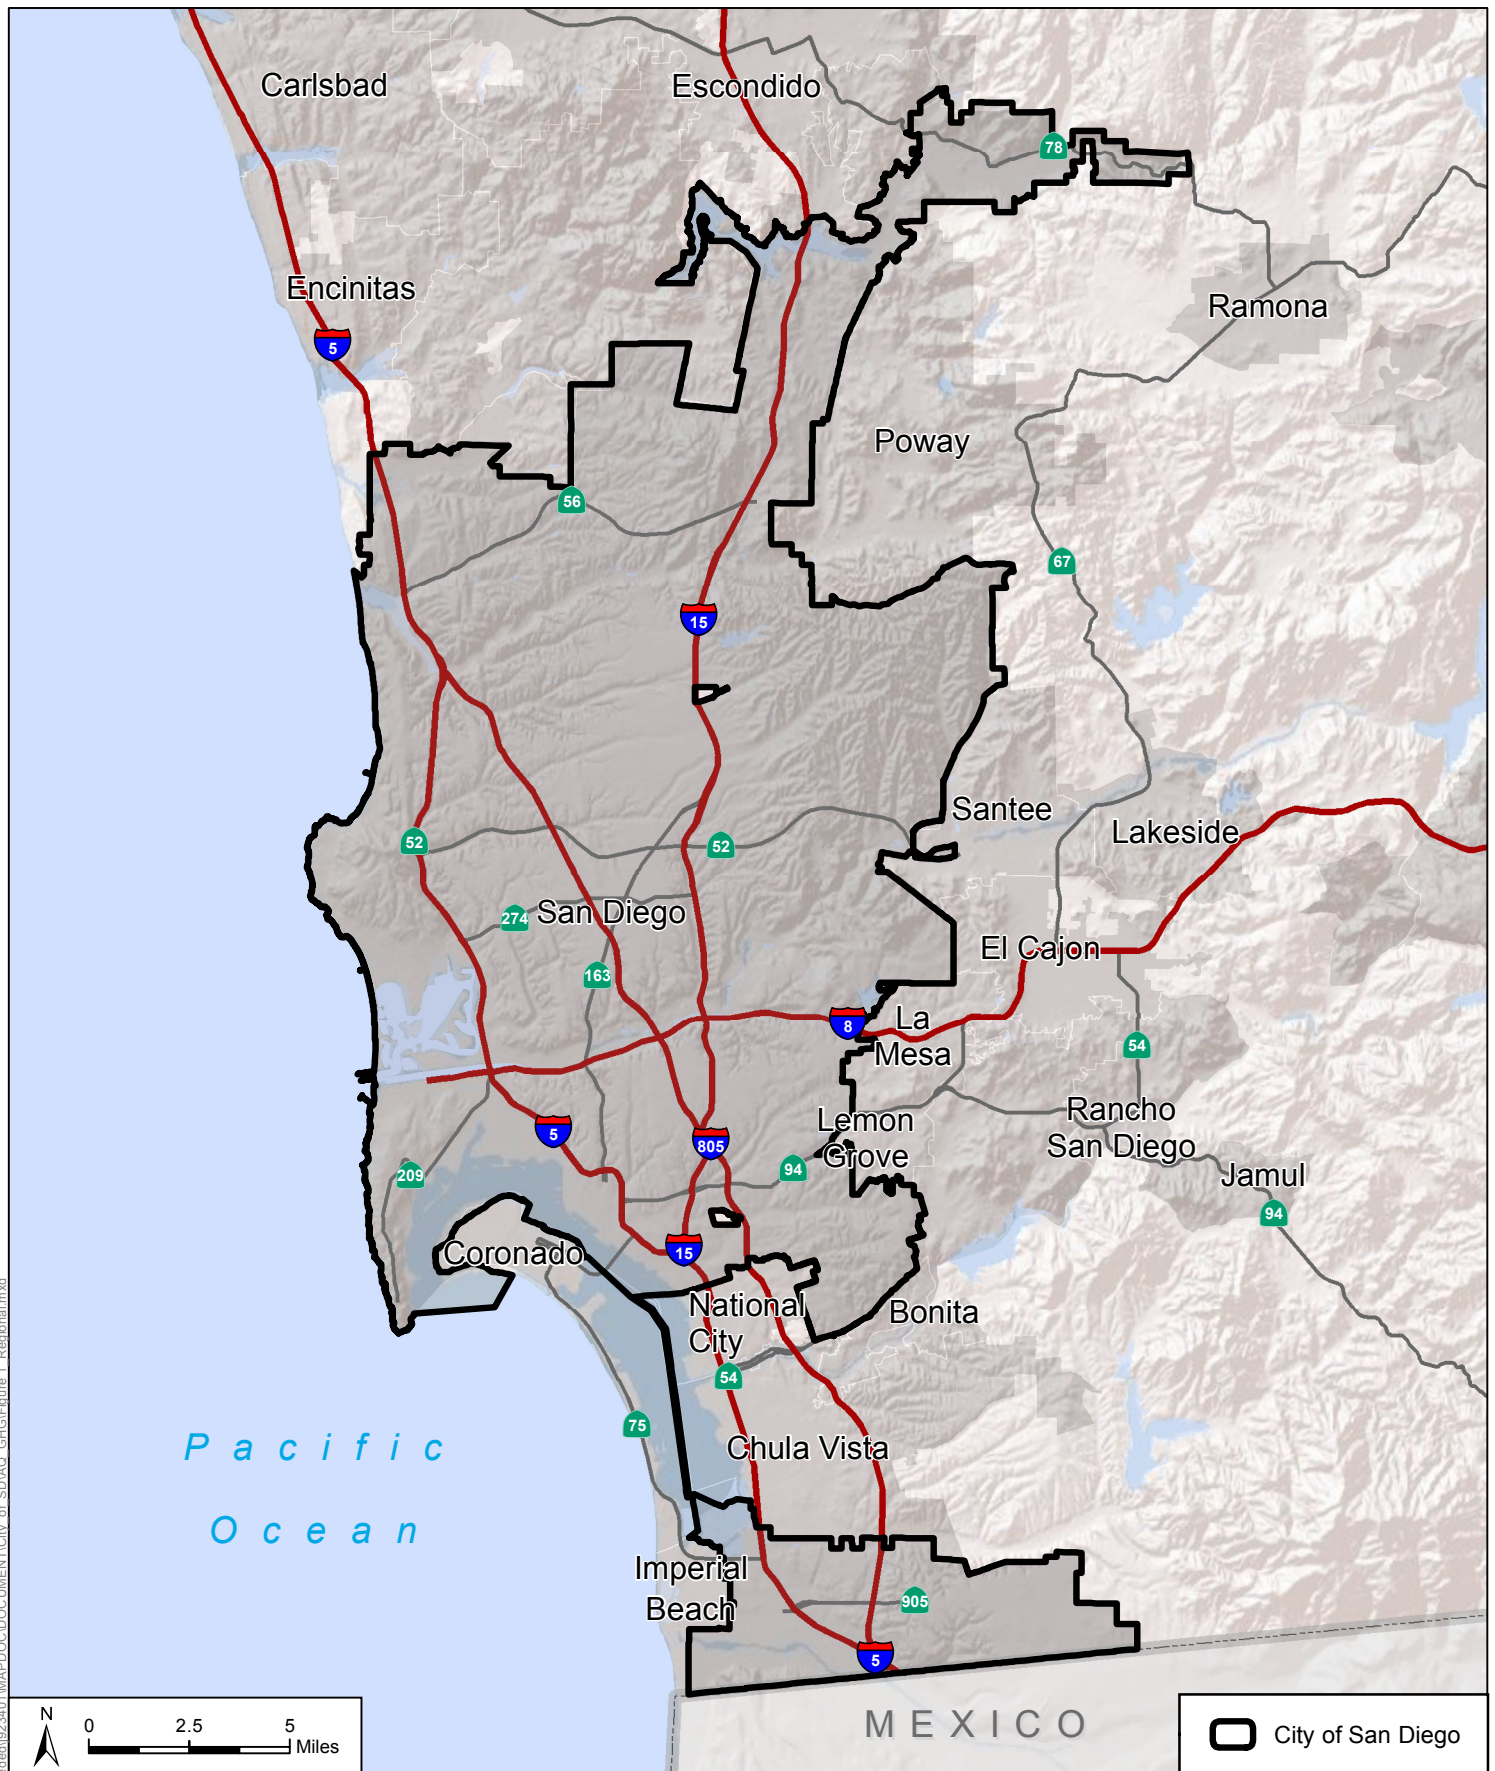 Carlsbad
Escondido
78
Encinitas
Ramona
5
Poway
56
67
15
Santee
Lakeside
52
52
274
San Diego
El Cajon
163
8
La
Mesa
54
Rancho
San Diego
Lemon
Grove
5
805
94
209
Jamul
94
Coronado
15
National
City
Bonita
54
75
Chula Vista
Pacific
Ocean
Imperial
Beach
905
5
MEXICO
N
0 2.5 5
Miles
City of San Diego